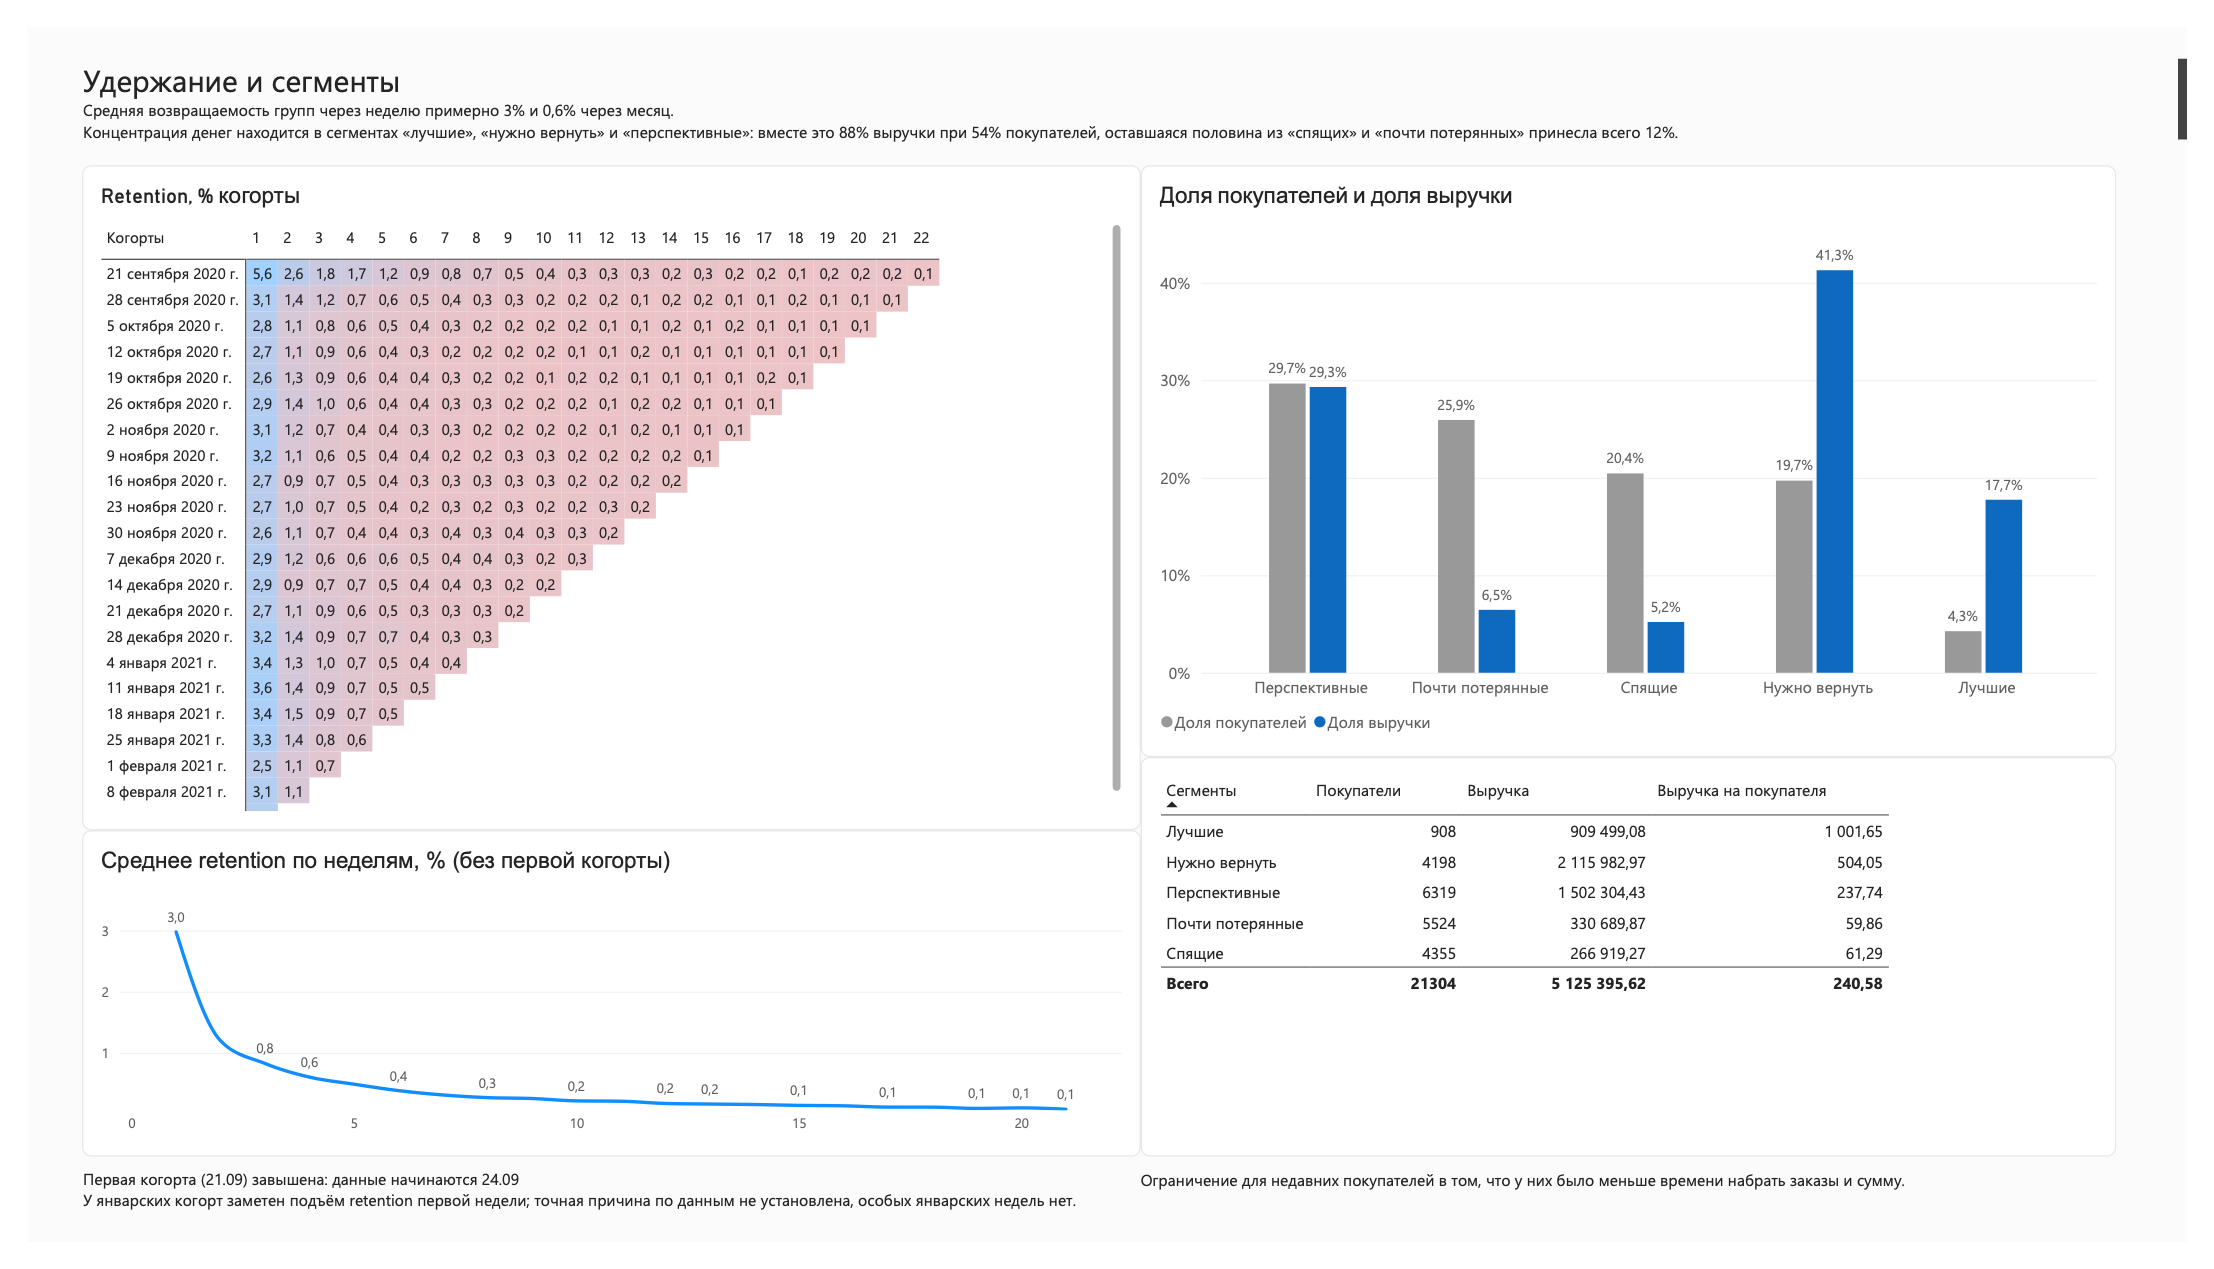 Удержание и сегменты
Средняя возвращаемость групп через неделю примерно 3% и 0,6% через месяц.
Концентрация денег находится в сегментах «лучшие», «нужно вернуть» и «перспективные»: вместе это 88% выручки при 54% покупателей, оставшаяся половина из «спящих» и «почти потерянных» принесла всего 12%.
Retention, % когорты
Когорты 1 2 3 4 5 6 7 8 9 10 11 12 13 14 15 16 17 18 19 20 21 22
21 сентября 2020 г. 5,6 2,6 1,8 1,7 1,2 0,9 0,8 0,7 0,5 0,4 0,3 0,3 0,3 0,2 0,3 0,2 0,2 0,1 0,2 0,2 0,2 0,1
28 сентября 2020 г. 3,1 1,4 1,2 0,7 0,6 0,5 0,4 0,3 0,3 0,2 0,2 0,2 0,1 0,2 0,2 0,1 0,1 0,2 0,1 0,1 0,1
5 октября 2020 г. 2,8 1,1 0,8 0,6 0,5 0,4 0,3 0,2 0,2 0,2 0,2 0,1 0,1 0,2 0,1 0,2 0,1 0,1 0,1 0,1
12 октября 2020 г. 2,7 1,1 0,9 0,6 0,4 0,3 0,2 0,2 0,2 0,2 0,1 0,1 0,2 0,1 0,1 0,1 0,1 0,1 0,1
19 октября 2020 г. 2,6 1,3 0,9 0,6 0,4 0,4 0,3 0,2 0,2 0,1 0,2 0,2 0,1 0,1 0,1 0,1 0,2 0,1
26 октября 2020 г. 2,9 1,4 1,0 0,6 0,4 0,4 0,3 0,3 0,2 0,2 0,2 0,1 0,2 0,2 0,1 0,1 0,1
2 ноября 2020 г. 3,1 1,2 0,7 0,4 0,4 0,3 0,3 0,2 0,2 0,2 0,2 0,1 0,2 0,1 0,1 0,1
9 ноября 2020 г. 3,2 1,1 0,6 0,5 0,4 0,4 0,2 0,2 0,3 0,3 0,2 0,2 0,2 0,2 0,1
16 ноября 2020 г. 2,7 0,9 0,7 0,5 0,4 0,3 0,3 0,3 0,3 0,3 0,2 0,2 0,2 0,2
23 ноября 2020 г. 2,7 1,0 0,7 0,5 0,4 0,2 0,3 0,2 0,3 0,2 0,2 0,3 0,2
30 ноября 2020 г. 2,6 1,1 0,7 0,4 0,4 0,3 0,4 0,3 0,4 0,3 0,3 0,2
7 декабря 2020 г. 2,9 1,2 0,6 0,6 0,6 0,5 0,4 0,4 0,3 0,2 0,3
14 декабря 2020 г. 2,9 0,9 0,7 0,7 0,5 0,4 0,4 0,3 0,2 0,2
21 декабря 2020 г. 2,7 1,1 0,9 0,6 0,5 0,3 0,3 0,3 0,2
28 декабря 2020 г. 3,2 1,4 0,9 0,7 0,7 0,4 0,3 0,3
4 января 2021 г. 3,4 1,3 1,0 0,7 0,5 0,4 0,4
11 января 2021 г. 3,6 1,4 0,9 0,7 0,5 0,5
18 января 2021 г. 3,4 1,5 0,9 0,7 0,5
25 января 2021 г. 3,3 1,4 0,8 0,6
1 февраля 2021 г. 2,5 1,1 0,7
8 февраля 2021 г. 3,1 1,1
Среднее retention по неделям, % (без первой когорты)
3,0
3
2
0,8
1
0,6
0,4
0,3
0,2
0,2
0,2
0,1
0,1
0,1
0,1
0,1
0 5 10 15 20
Первая когорта (21.09) завышена: данные начинаются 24.09
У январских когорт заметен подъём retention первой недели; точная причина по данным не установлена, особых январских недель нет.
Доля покупателей и доля выручки
41,3%
40%
29,7% 29,3%
30%
25,9%
20,4%
19,7%
17,7%
20%
10%
6,5%
5,2%
4,3%
0%
Перспективные Почти потерянные Спящие Нужно вернуть Лучшие
Доля покупателей Доля выручки
Сегменты Покупатели Выручка Выручка на покупателя
Лучшие 908 909 499,08 1 001,65
Нужно вернуть 4198 2 115 982,97 504,05
Перспективные 6319 1 502 304,43 237,74
Почти потерянные 5524 330 689,87 59,86
Спящие 4355 266 919,27 61,29
Всего 21304 5 125 395,62 240,58
Ограничение для недавних покупателей в том, что у них было меньше времени набрать заказы и сумму.